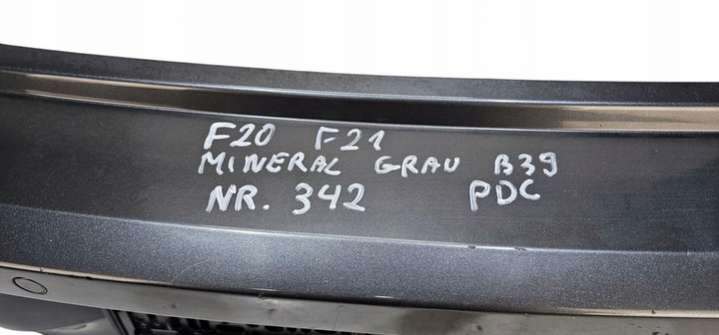 F20 F21
MINERAL GRAU B39
NR. 342 PDC